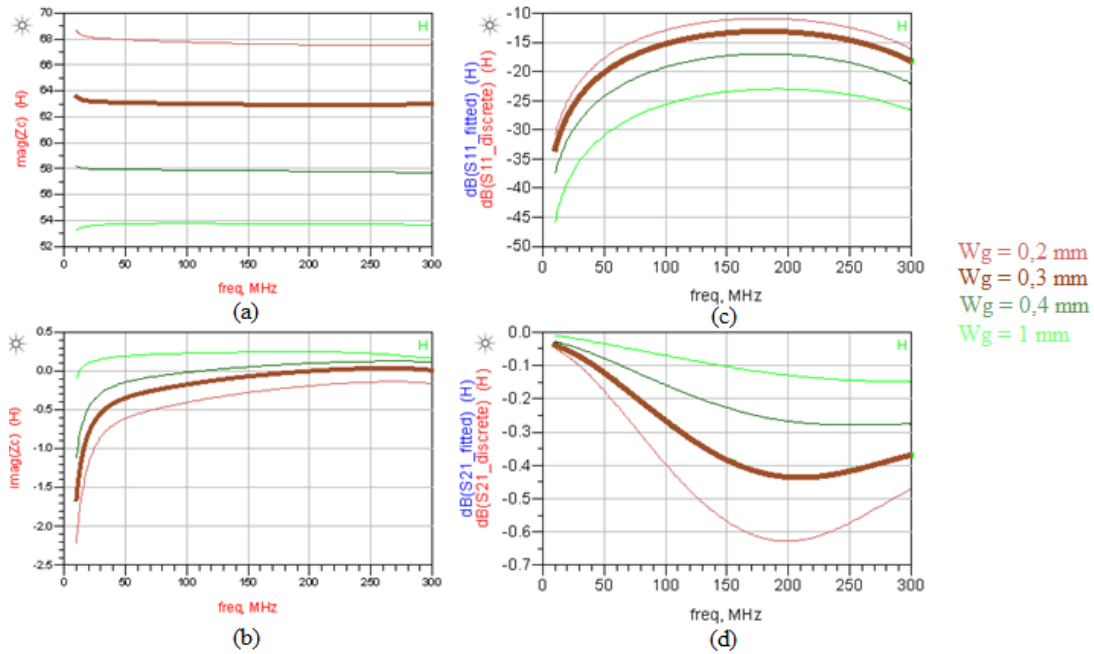 70
68
66
64
62
60
58
56
54
52
mag(Zc) (H)
H
0 50 100 150 200 250 300
freq, MHz
(a)
-10
-15
-20
-25
-30
-35
-40
-45
-50
dB(S11_fitted) (H)
dB(S11_discrete) (H)
H
0 50 100 150 200 250 300
freq, MHz
(c)
Wg = 0,2 mm
Wg = 0,3 mm
Wg = 0,4 mm
Wg = 1 mm
0.5
0.0
-0.5
-1.0
-1.5
-2.0
-2.5
imag(Zc) (H)
H
0 50 100 150 200 250 300
freq, MHz
(b)
0.0
-0.1
-0.2
-0.3
-0.4
-0.5
-0.6
-0.7
dB(S21_fitted) (H)
dB(S21_discrete) (H)
H
0 50 100 150 200 250 300
freq, MHz
(d)